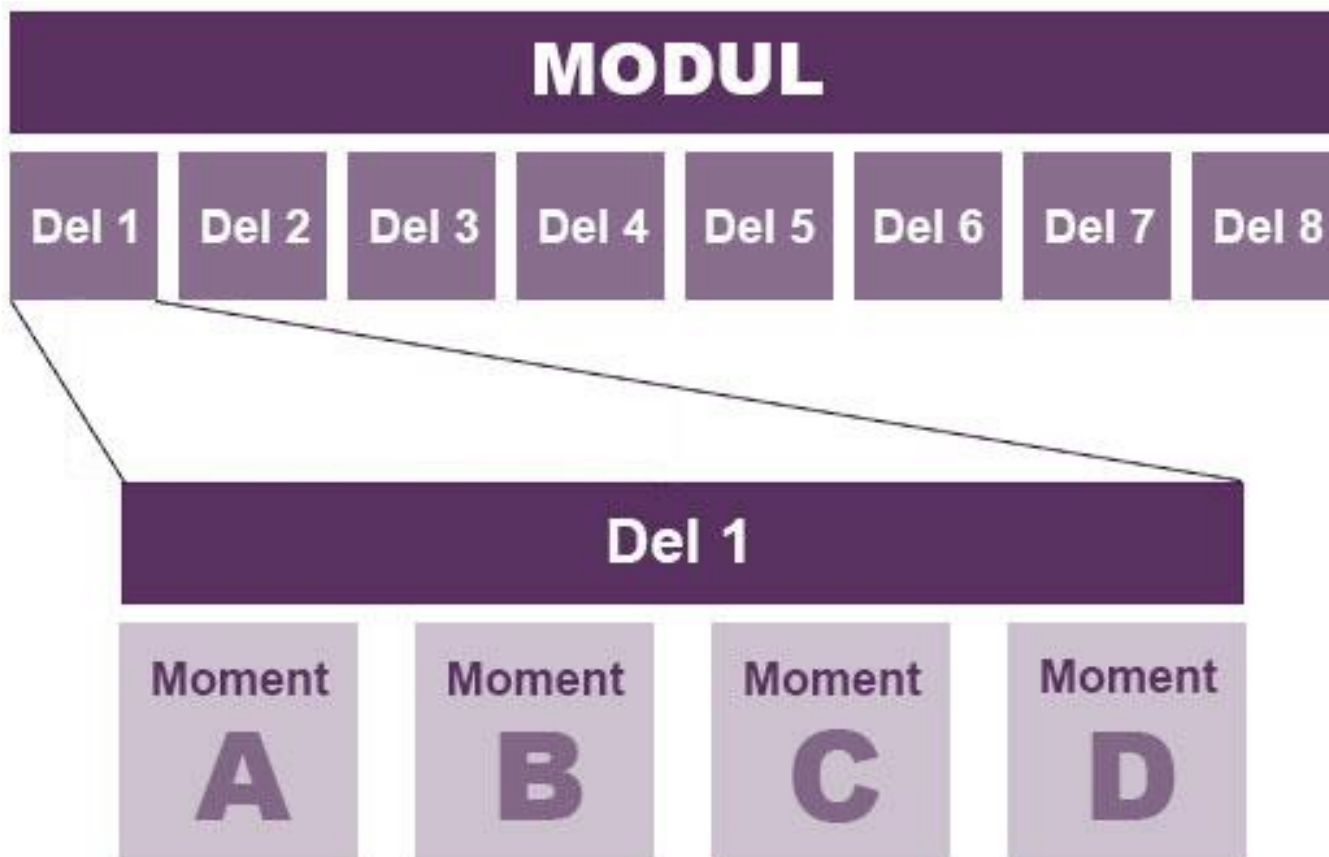 MODUL
Del 1 Del 2 Del 3 Del 4 Del 5 Del 6 Del 7 Del 8
Del 1
Moment Moment Moment Moment
A B C D